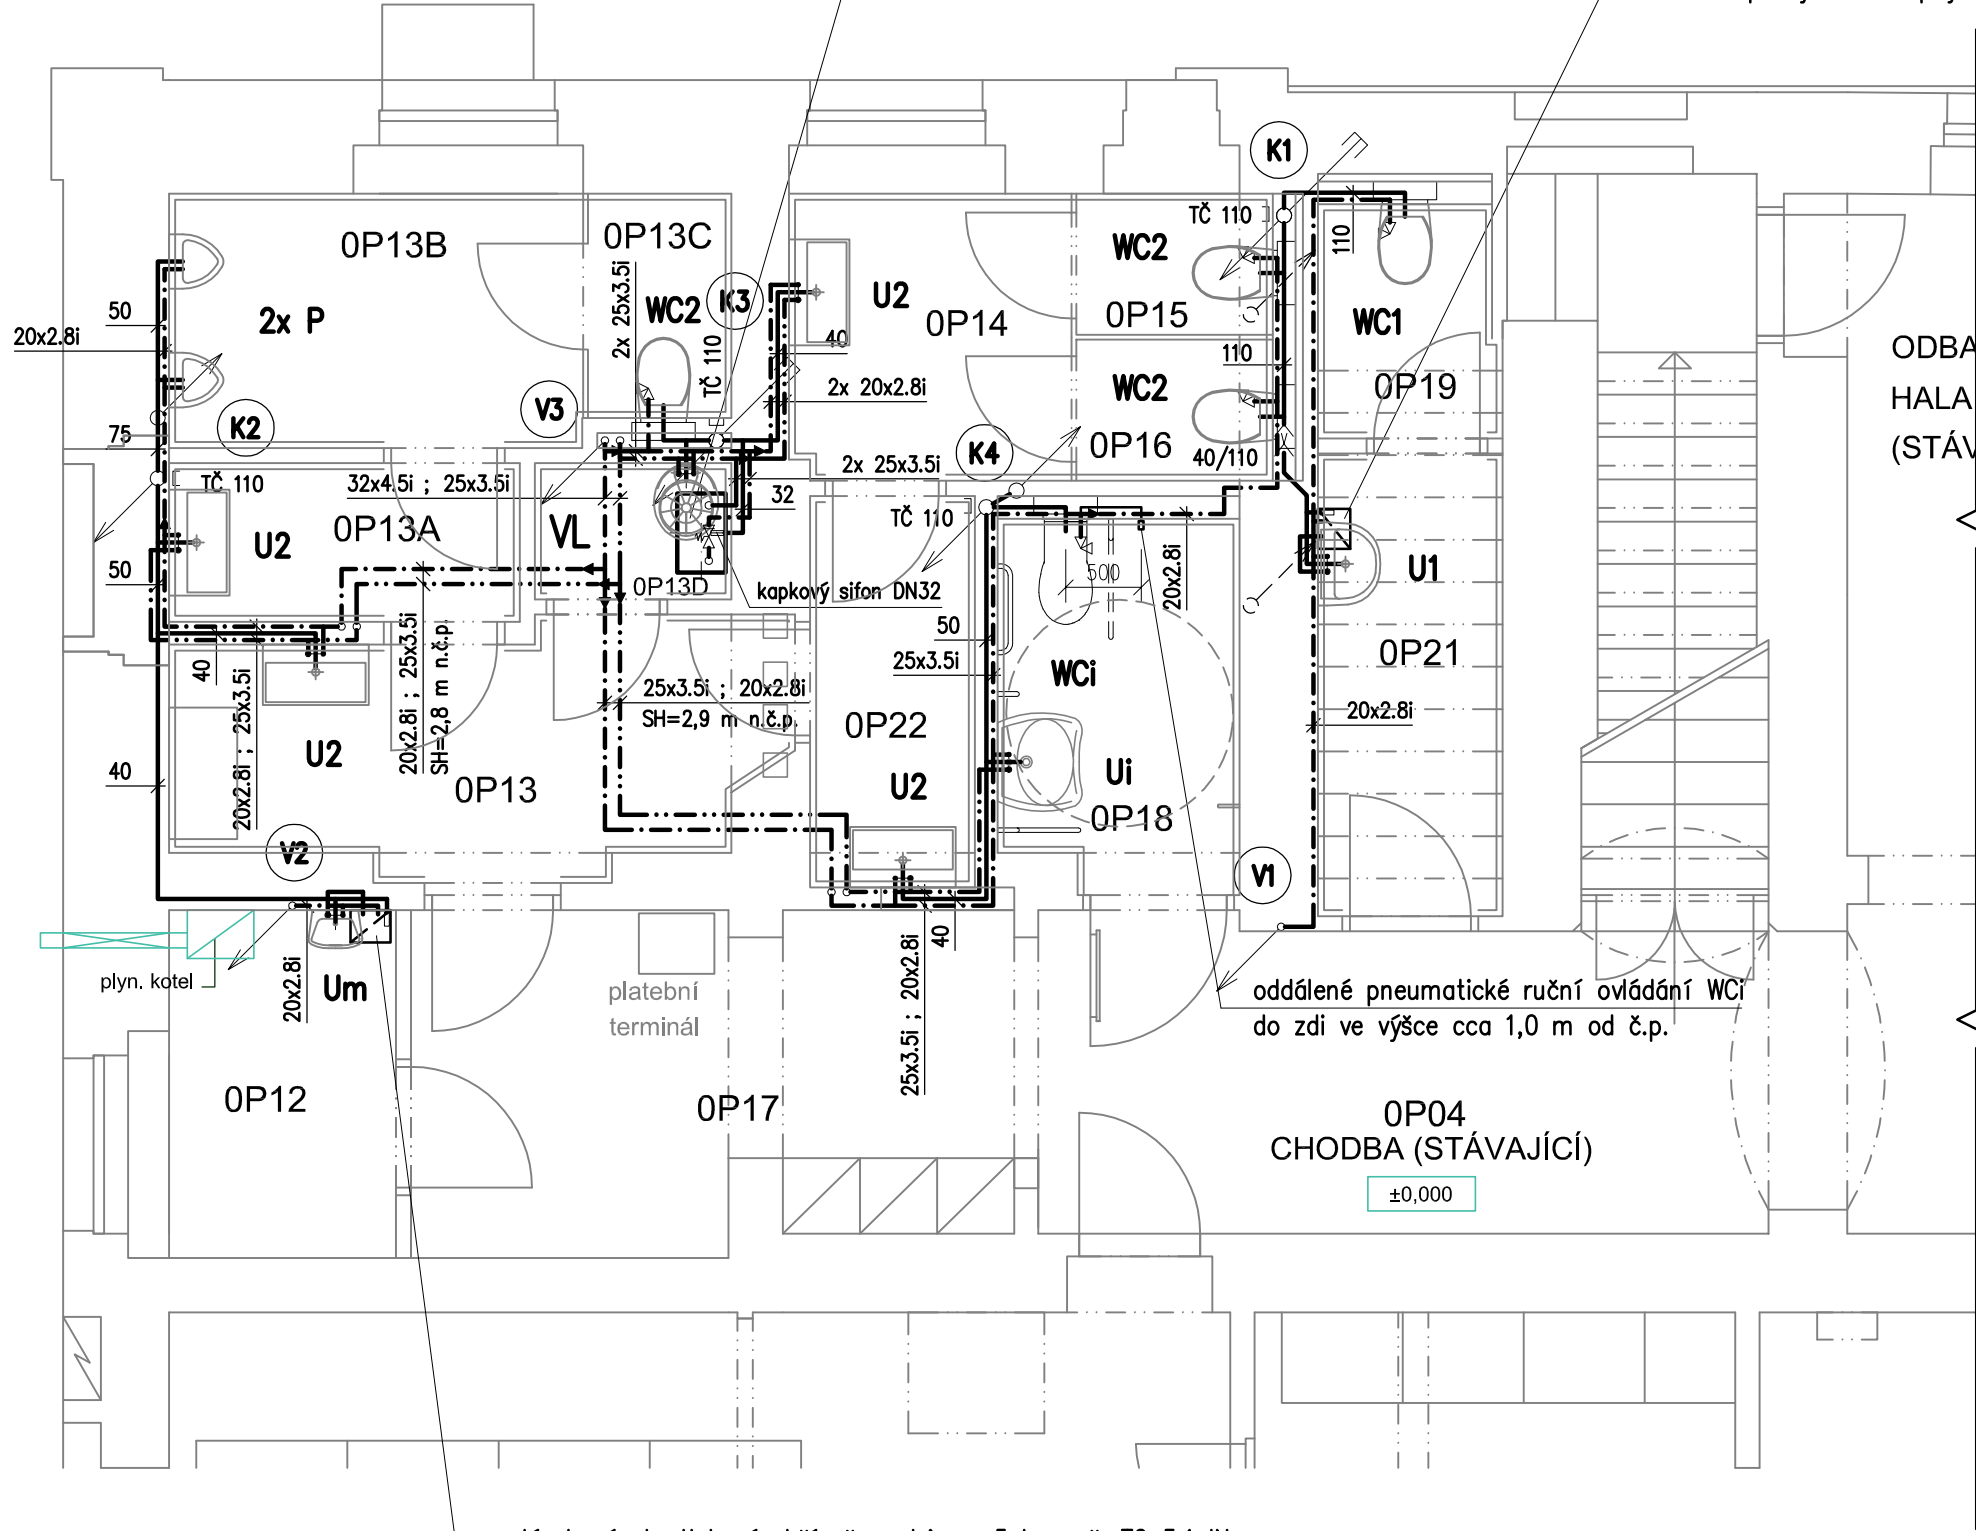 K1
TČ 110
0P13B
0P13C
110
2x 25x3.5i
WC2
K3
U2
0P14
WC2
0P15
WC1
50
2x P
WC2
20x2.8i
TČ 110
40
110
2x 20x2.8i
WC2
0P19
ODBA
HALA
(STÁV
V3
K2
75
0P16
K4
40/110
2x 25x3.5i
TČ 110
32x4.5i ; 25x3.5i
32
TČ 110
0P13A
VL
U2
50
0P13D
kapkový sifon DN32
500
20x2.8i
U1
50
25x3.5i
0P21
40
20x2.8i ; 25x3.5i
20x2.8i ; 25x3.5i
SH=2,8 m n.č.p.
25x3.5i ; 20x2.8i
SH=2,9 m n.č.p.
WCi
20x2.8i
0P22
U2
40
0P13
U2
Ui
0P18
V2
V1
40
25x3.5i ; 20x2.8i
plyn. kotel
20x2.8i
Um
platební
terminál
oddálené pneumatické ruční ovládání WCi
do zdi ve výšce cca 1,0 m od č.p.
0P12
0P17
0P04
CHODBA (STÁVAJÍCÍ)
±0,000